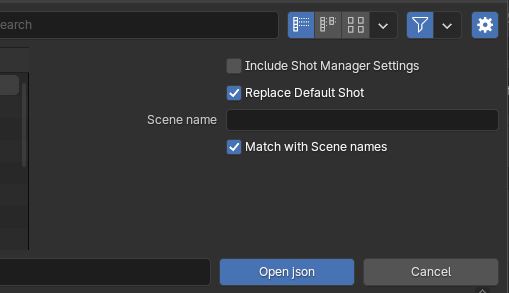 earch
Include Shot Manager Settings
Replace Default Shot
Scene name
Match with Scene names
Open json
Cancel